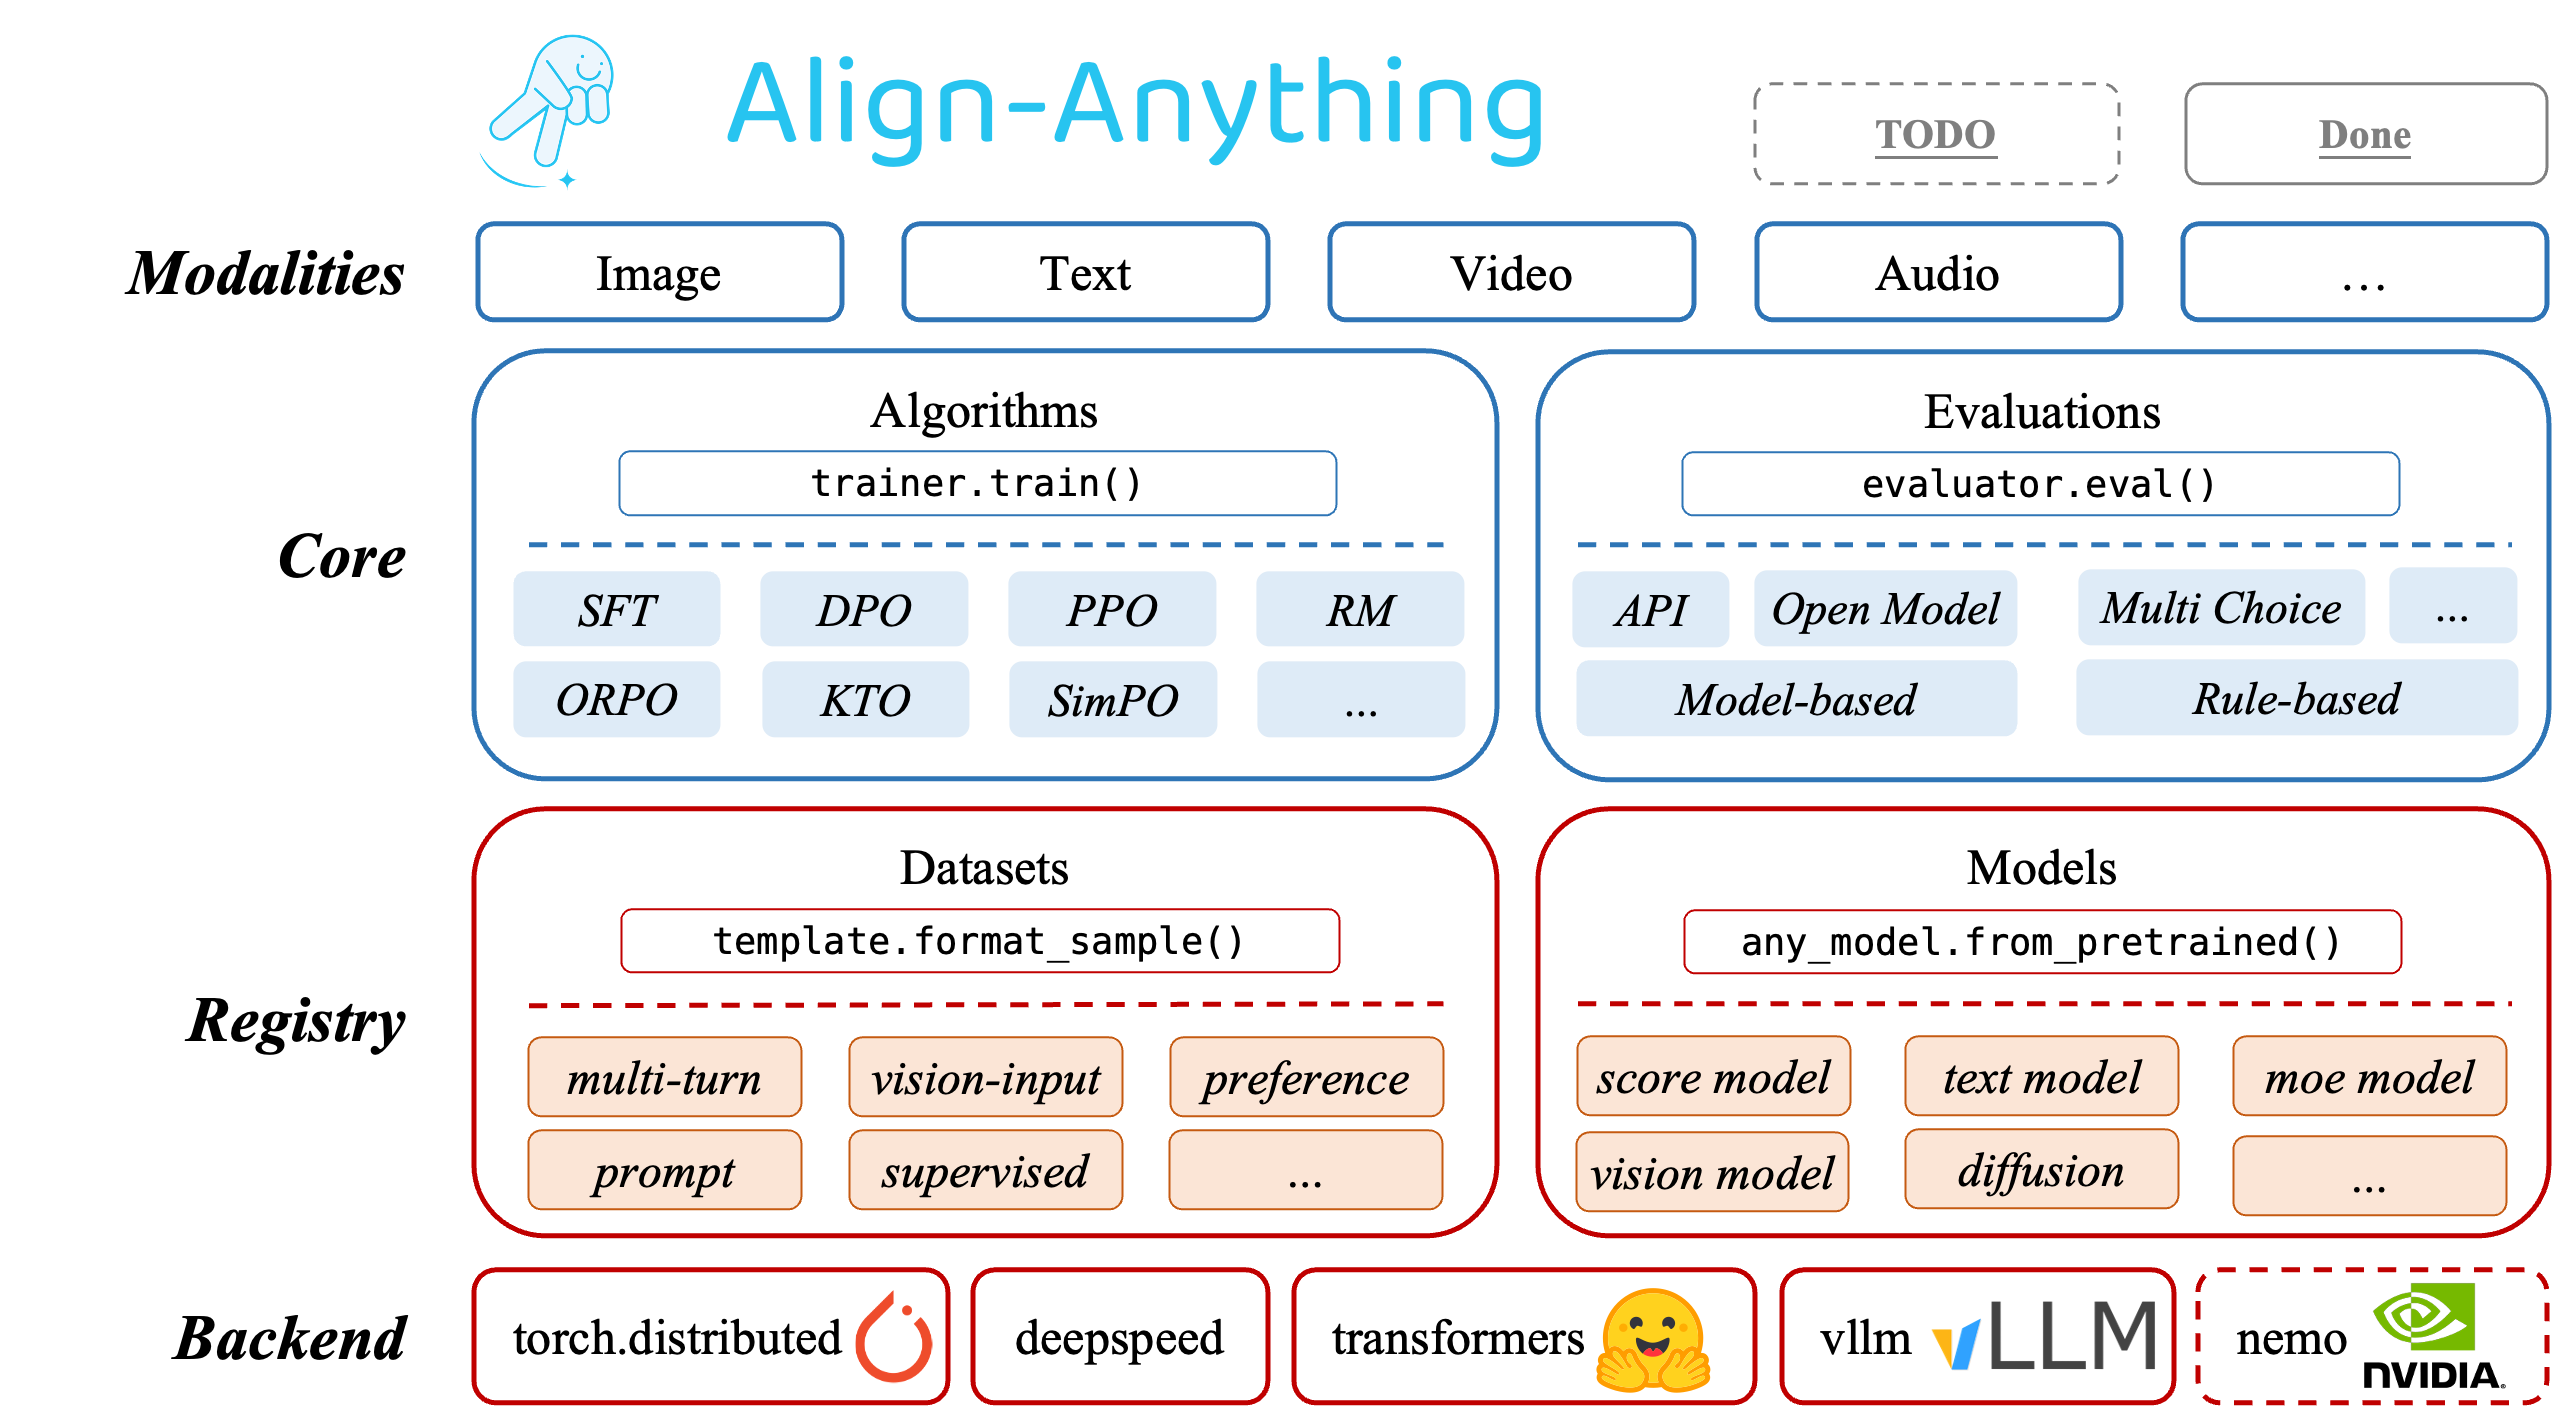 Align-Anything
TODO
Done
Modalities
Image
Text
Video
Audio
...
Core
Algorithms
trainer.train()
SFT
DPO
PPO
RM
ORPO
KTO
SimPO
...
Evaluations
evaluator.eval()
API
Open Model
Multi Choice
...
Model-based
Rule-based
Registry
Datasets
template.format_sample()
multi-turn
vision-input
preference
prompt
supervised
...
Models
any_model.from_pretrained()
score model
text model
moe model
vision model
diffusion
...
Backend
torch.distributed
deepspeed
transformers
vllm
vLLM
nemo
NVIDIA.